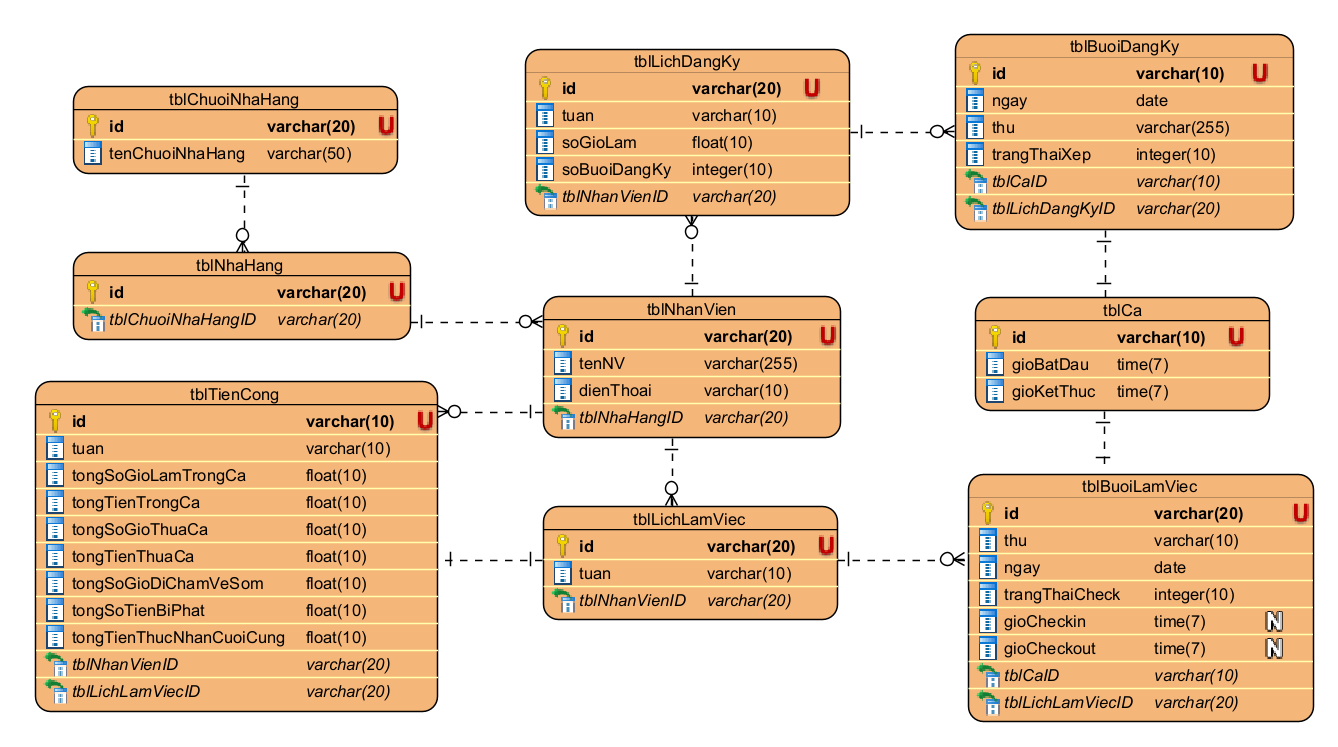 tblChuoiNhaHang
id varchar(20) U
tenChuoiNhaHang varchar(50)
tblNhaHang
id varchar(20) U
tblChuoiNhaHangID varchar(20)
tblTienCong
id varchar(10) U
tuan varchar(10)
tongSoGioLamTrongCa float(10)
tongTienTrongCa float(10)
tongSoGioThuaCa float(10)
tongTienThuaCa float(10)
tongSoGioDiChamVeSom float(10)
tongSoTienBiPhat float(10)
tongTienThucNhanCuoiCung float(10)
tblNhanVienID varchar(20)
tblLichLamViecID varchar(20)
tblLichDangKy
id varchar(20) U
tuan varchar(10)
soGioLam float(10)
soBuoiDangKy integer(10)
tblNhanVienID varchar(20)
tblNhanVien
id varchar(20) U
tenNV varchar(255)
dienThoai varchar(10)
tblNhaHangID varchar(20)
tblLichLamViec
id varchar(20) U
tuan varchar(10)
tblNhanVienID varchar(20)
tblBuoiDangKy
id varchar(10) U
ngay date
thu varchar(255)
trangThaiXep integer(10)
tblCaID varchar(10)
tblLichDangKyID varchar(20)
tblCa
id varchar(10) U
gioBatDau time(7)
gioKetThuc time(7)
tblBuoiLamViec
id varchar(20) U
thu varchar(10)
ngay date
trangThaiCheck integer(10)
gioCheckin time(7) N
gioCheckout time(7) N
tblCaID varchar(10)
tblLichLamViecID varchar(20)